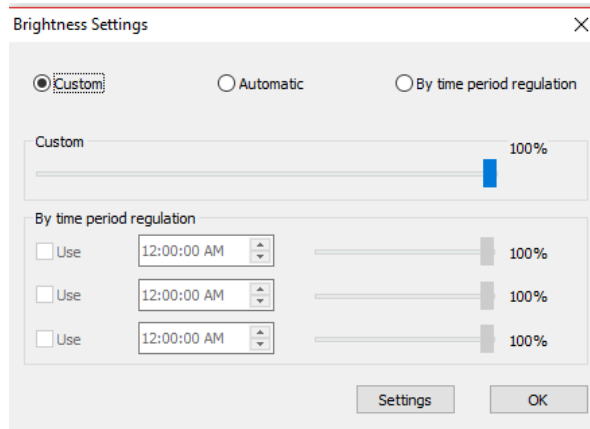 Brightness Settings
Custom Automatic By time period regulation
Custom
100%
By time period regulation
Use 12:00:00 AM 100%
Use 12:00:00 AM 100%
Use 12:00:00 AM 100%
Settings OK